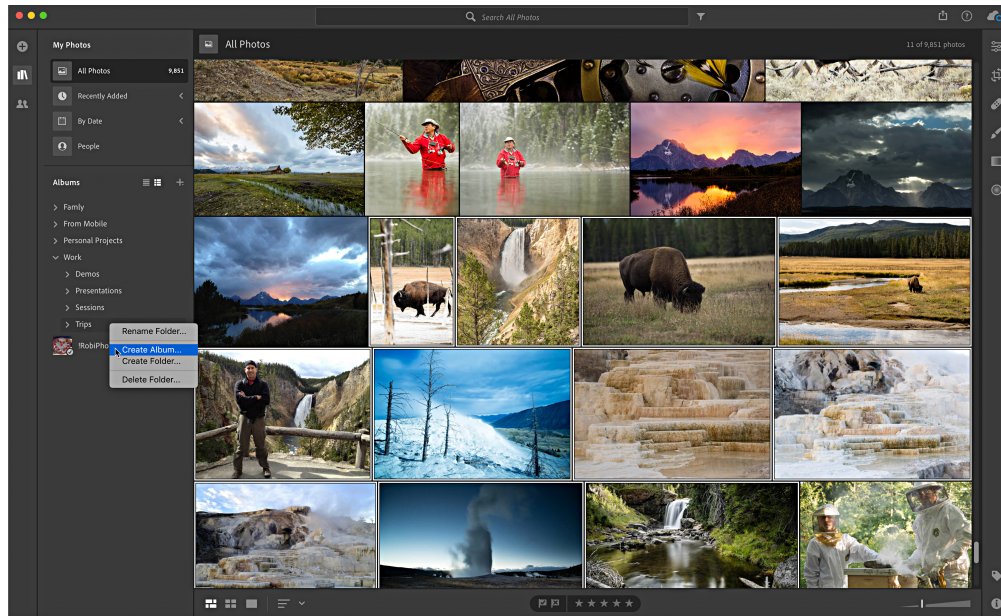 Search All Photos
My Photos
All Photos
11 of 9,851 photos
All Photos 9,851
Recently Added
By Date
People
Albums
Famly
From Mobile
Personal Projects
Work
Demos
Presentations
Sessions
Trips
!RobiPho
Rename Folder...
Create Album...
Create Folder...
Delete Folder...